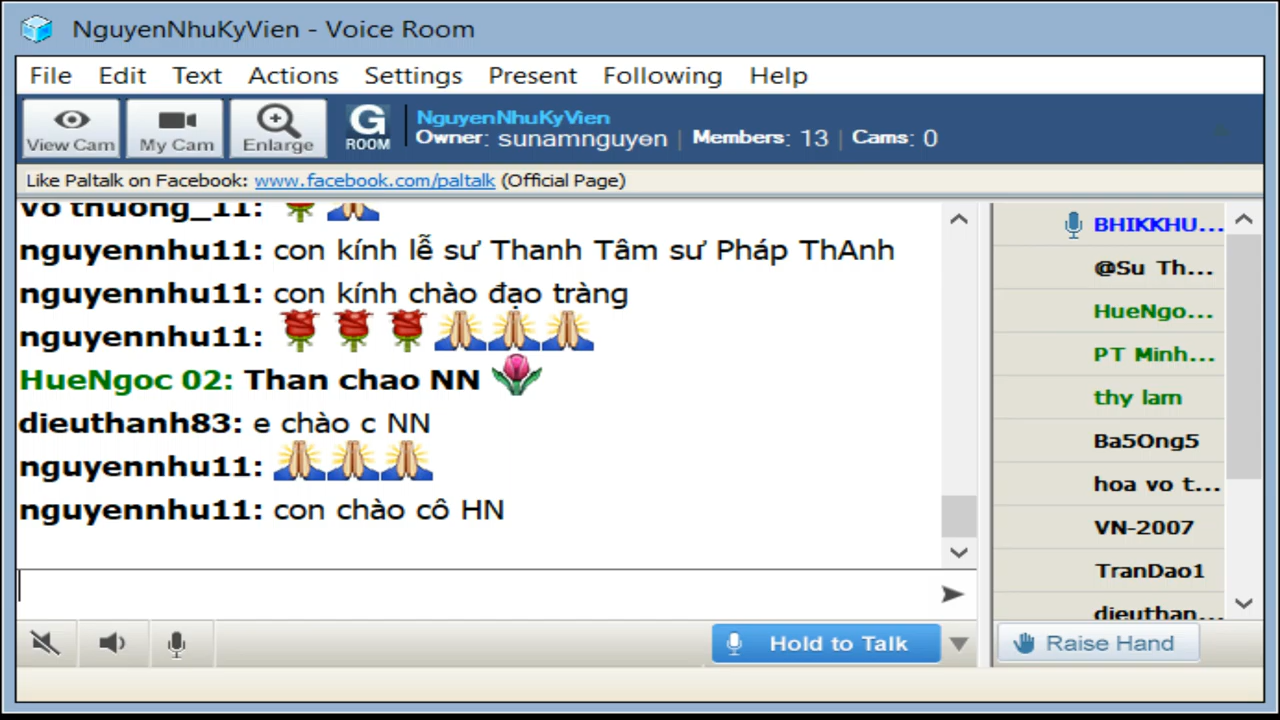 NguyenNhuKyVien - Voice Room
File Edit Text Actions Settings Present Following Help
View Cam My Cam Enlarge G ROOM
NguyenNhuKyVien
Owner: sunamnguyen | Members: 13 | Cams: 0
Like Paltalk on Facebook: www.facebook.com/paltalk (Official Page)
vo thuong_11:
nguyennhu11: con kính lễ sư Thanh Tâm sư Pháp ThAnh
nguyennhu11: con kính chào đạo tràng
nguyennhu11:
HueNgoc 02: Than chao NN
dieuthanh83: e chào c NN
nguyennhu11:
nguyennhu11: con chào cô HN
BHIKKHU...
@Su Th...
HueNgo...
PT Minh...
thy lam
Ba5Ong5
hoa vo t...
VN-2007
TranDao1
dieuthan...
Hold to Talk
Raise Hand